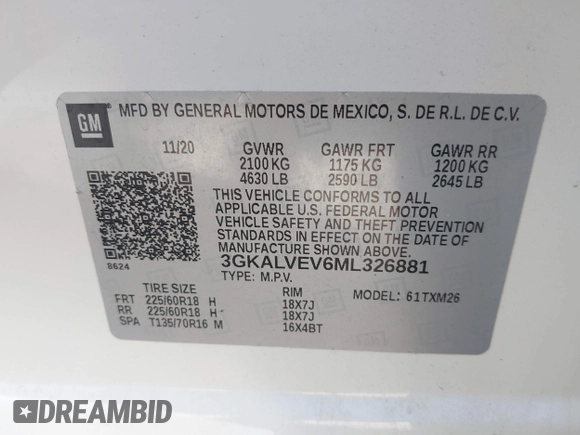 GM
MFD BY GENERAL MOTORS DE MEXICO, S. DE R.L. DE C.V.
11/20 GVWR GAWR FRT GAWR RR
2100 KG 1175 KG 1200 KG
4630 LB 2590 LB 2645 LB
THIS VEHICLE CONFORMS TO ALL
APPLICABLE U.S. FEDERAL MOTOR
VEHICLE SAFETY AND THEFT PREVENTION
STANDARDS IN EFFECT ON THE DATE OF
MANUFACTURE SHOWN ABOVE.
8624
3GKALVEV6ML326881
TYPE: M.P.V.
TIRE SIZE RIM MODEL: 61TXM26
FRT 225/60R18 H 18X7J
RR 225/60R18 H 18X7J
SPA T135/70R16 M 16X4BT
DREAMBID